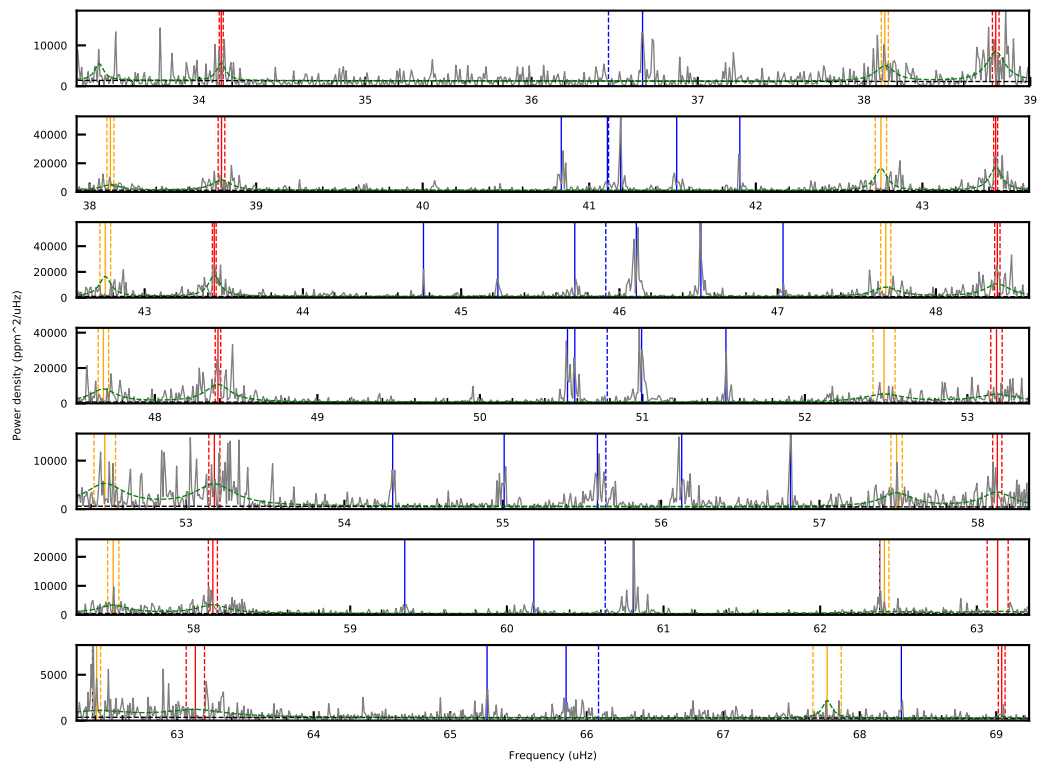 10000
0
34 35 36 37 38 39
40000
20000
0
38 39 40 41 42 43
40000
20000
0
43 44 45 46 47 48
40000
20000
0
48 49 50 51 52 53
10000
0
53 54 55 56 57 58
20000
10000
0
58 59 60 61 62 63
5000
0
63 64 65 66 67 68 69
Power density (ppm^2/uHz)
Frequency (uHz)